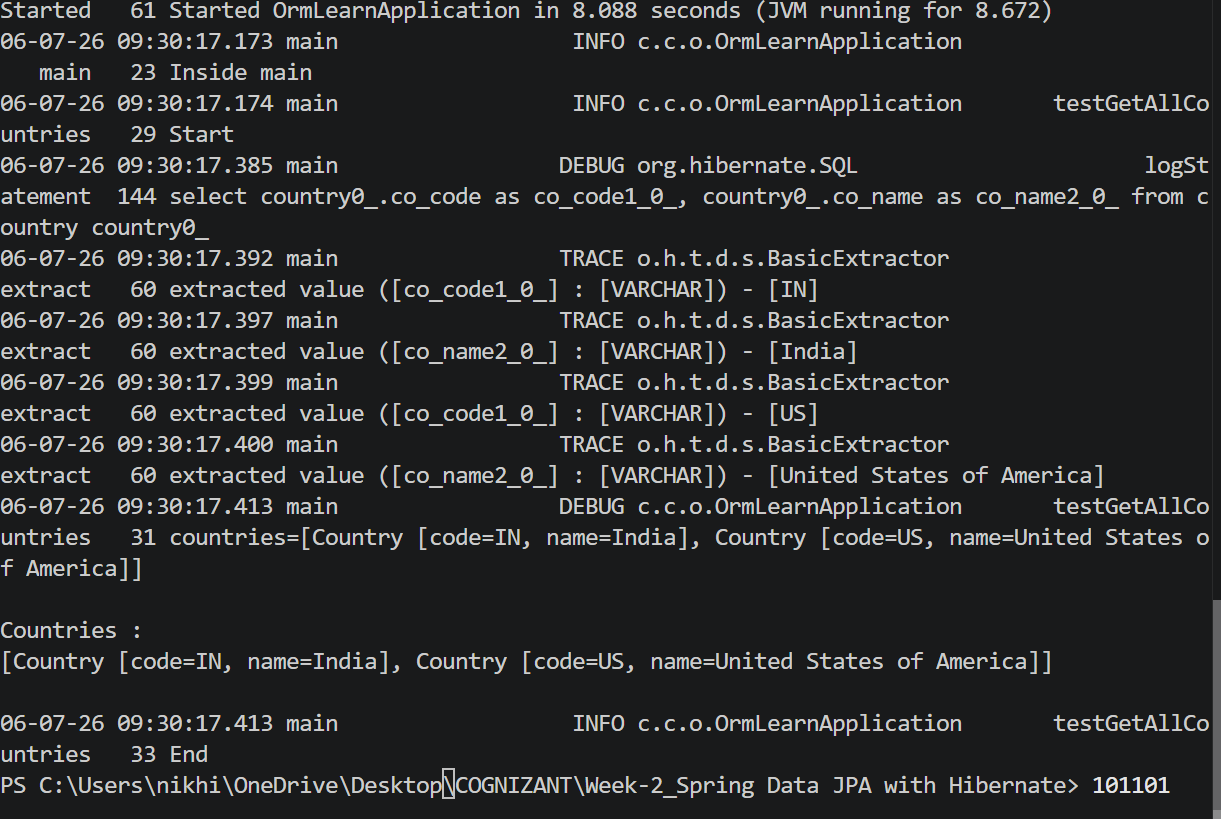 Started   61 Started OrmLearnApplication in 8.088 seconds (JVM running for 8.672)
06-07-26 09:30:17.173 main                  INFO c.c.o.OrmLearnApplication
   main   23 Inside main
06-07-26 09:30:17.174 main                  INFO c.c.o.OrmLearnApplication       testGetAllCo
untries   29 Start
06-07-26 09:30:17.385 main                 DEBUG org.hibernate.SQL                      logSt
atement  144 select country0_.co_code as co_code1_0_, country0_.co_name as co_name2_0_ from c
ountry country0_
06-07-26 09:30:17.392 main                 TRACE o.h.t.d.s.BasicExtractor
extract   60 extracted value ([co_code1_0_] : [VARCHAR]) - [IN]
06-07-26 09:30:17.397 main                 TRACE o.h.t.d.s.BasicExtractor
extract   60 extracted value ([co_name2_0_] : [VARCHAR]) - [India]
06-07-26 09:30:17.399 main                 TRACE o.h.t.d.s.BasicExtractor
extract   60 extracted value ([co_code1_0_] : [VARCHAR]) - [US]
06-07-26 09:30:17.400 main                 TRACE o.h.t.d.s.BasicExtractor
extract   60 extracted value ([co_name2_0_] : [VARCHAR]) - [United States of America]
06-07-26 09:30:17.413 main                 DEBUG c.c.o.OrmLearnApplication       testGetAllCo
untries   31 countries=[Country [code=IN, name=India], Country [code=US, name=United States o
f America]]

Countries :
[Country [code=IN, name=India], Country [code=US, name=United States of America]]

06-07-26 09:30:17.413 main                  INFO c.c.o.OrmLearnApplication       testGetAllCo
untries   33 End
PS C:\Users\nikhi\OneDrive\Desktop\COGNIZANT\Week-2_Spring Data JPA with Hibernate> 101101